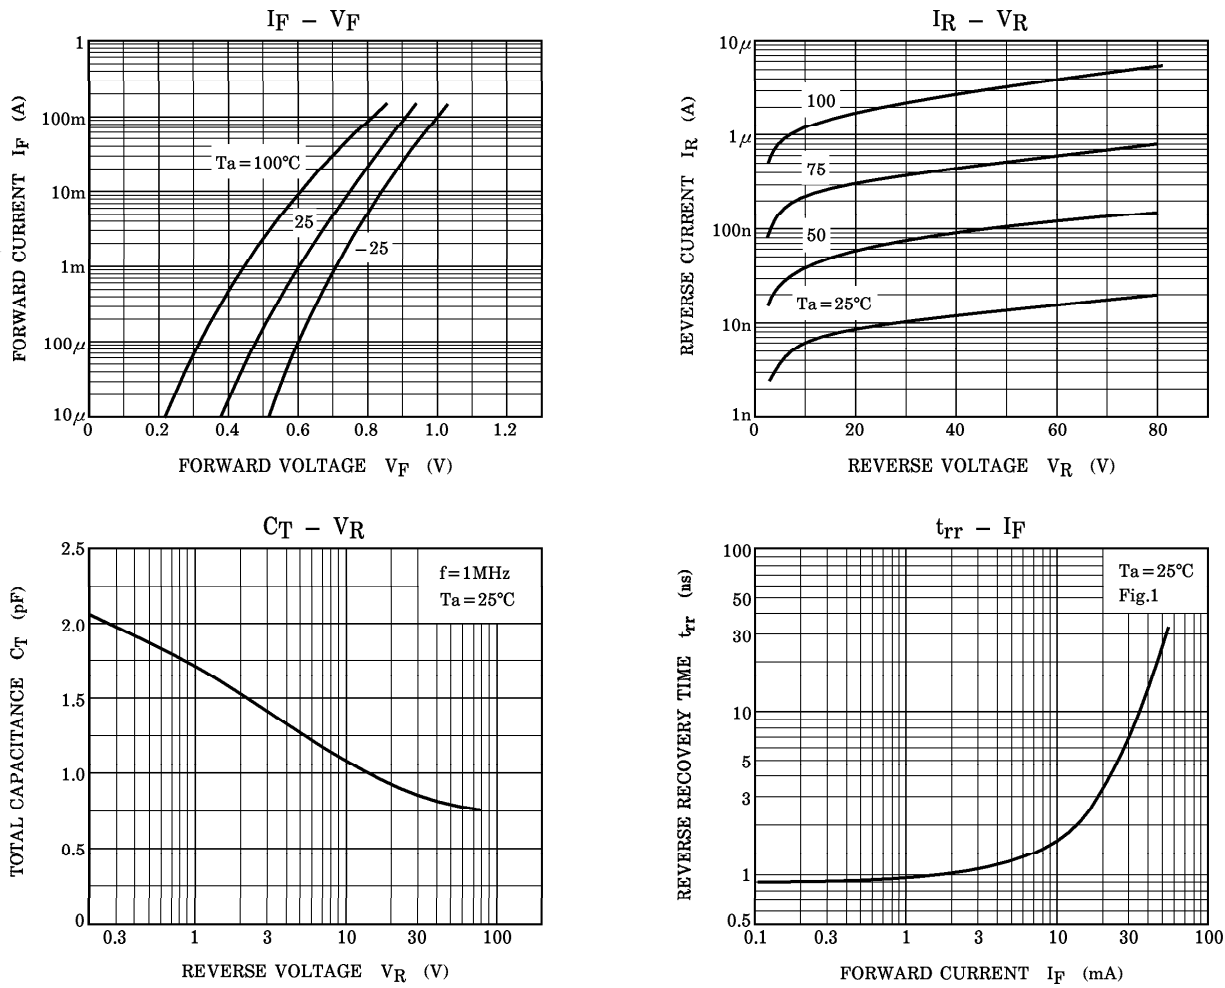 IF – VF
FORWARD CURRENT IF (A)
1
100m
10m
1m
100μ
10μ
Ta=100°C
25
−25
0 0.2 0.4 0.6 0.8 1.0 1.2
FORWARD VOLTAGE VF (V)
IR – VR
REVERSE CURRENT IR (A)
10μ
1μ
100n
10n
1n
100
75
50
Ta=25°C
0 20 40 60 80
REVERSE VOLTAGE VR (V)
CT – VR
TOTAL CAPACITANCE CT (pF)
2.5
2.0
1.5
1.0
0.5
0
f=1MHz
Ta=25°C
0.3 1 3 10 30 100
REVERSE VOLTAGE VR (V)
trr – IF
REVERSE RECOVERY TIME trr (ns)
100
50
30
10
5
3
1
0.5
Ta=25°C
Fig.1
0.1 0.3 1 3 10 30 100
FORWARD CURRENT IF (mA)